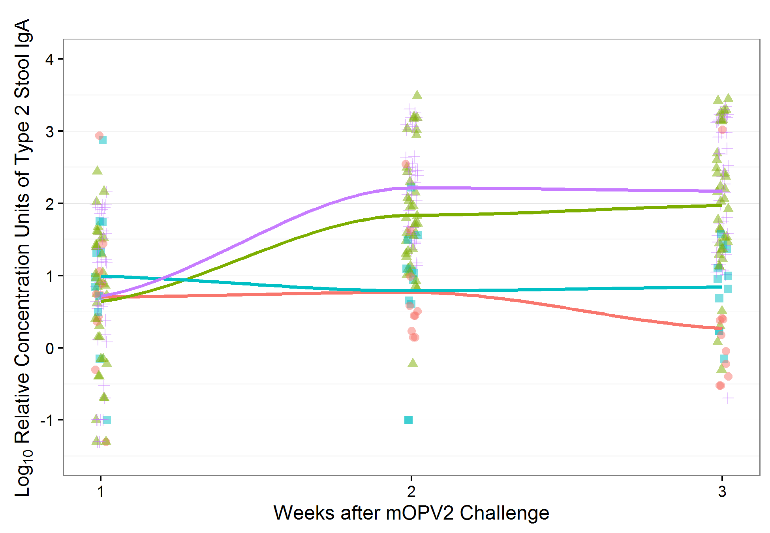 Log10 Relative Concentration Units of Type 2 Stool IgA
4
3
2
1
0
-1
1 2 3
Weeks after mOPV2 Challenge